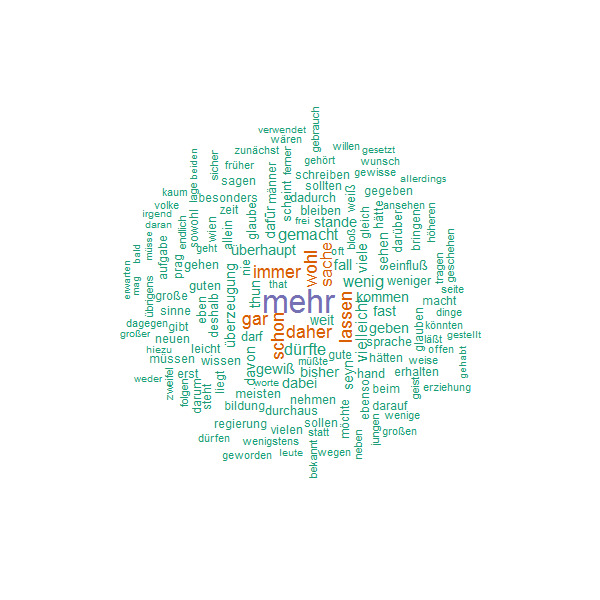 gebrauch
verwendet
wären
willen
zunächst
gehört
gesetzt
beiden
sicher
früher
ferner
wunsch
schreiben
gewisse
allerdings
kaum
lage
sagen
männer
scheint
sollten
weiß
gegeben
volke
besonders
dadurch
ansehen
irgend
sowohl
zeit
glaube
dafür
bleiben
gleich
hätte
höheren
daran
endlich
wien
allein
frei
stande
darüber
bringen
müsse
aufgabe
geht
überhaupt
gemacht
bloß
viele
sehen
geschehen
bald
prag
gehen
nie
immer
wohl
sache
oft
fall
seinfluß
tragen
erwarten
mag
übrigens
sinne
guten
thun
that
wenig
weniger
seite
große
eben
deshalb
überzeugung
mehr
kommen
macht
dagegen
gibt
gar
weit
lassen
fast
glauben
dinge
großer
neuen
darf
schon
daher
vielleicht
geben
könnten
hiezu
leicht
davon
dürfte
sprache
läßt
gestellt
müssen
wissen
gewiß
müßte
gute
hätten
weise
offen
weder
zweifel
erst
liegt
bisher
seyn
hand
erhalten
gehabt
folgen
darum
steht
worte
dabei
ebenso
beim
geist
erziehung
bildung
meisten
nehmen
möchte
darauf
wenige
regierung
durchaus
sollen
jungen
dürfen
vielen
statt
großen
wenigstens
neben
geworden
leute
bekannt
wegen